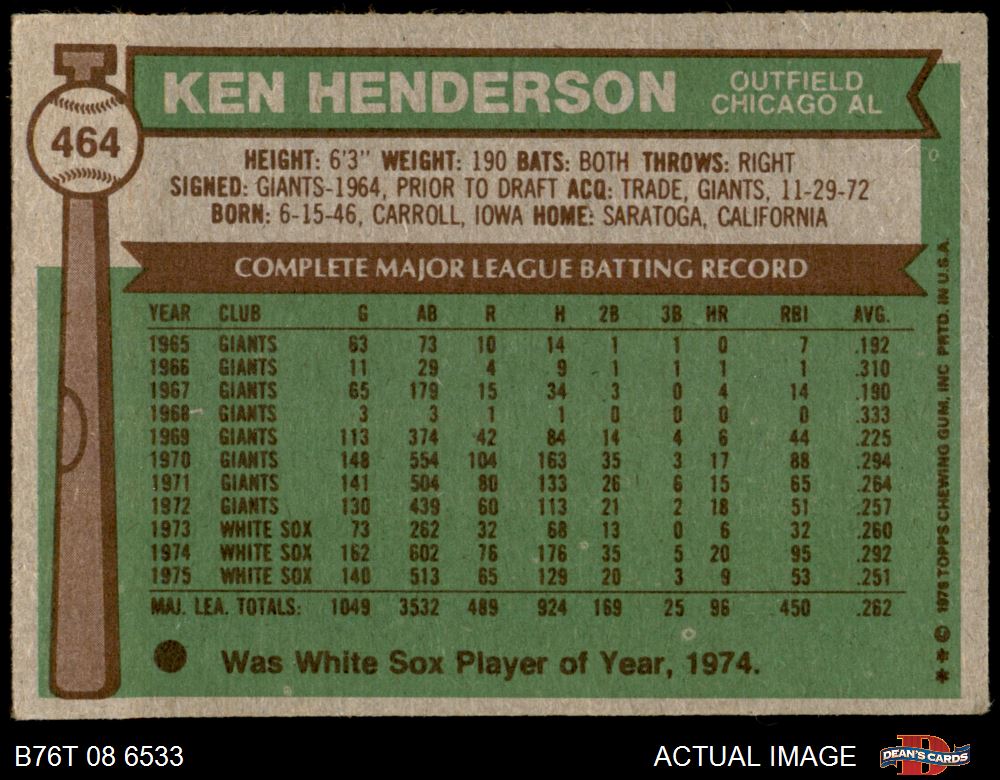 464
KEN HENDERSON
OUTFIELD
CHICAGO AL
HEIGHT: 6'3" WEIGHT: 190 BATS: BOTH THROWS: RIGHT
SIGNED: GIANTS-1964, PRIOR TO DRAFT ACQ: TRADE, GIANTS, 11-29-72
BORN: 6-15-46, CARROLL, IOWA HOME: SARATOGA, CALIFORNIA
COMPLETE MAJOR LEAGUE BATTING RECORD
YEAR CLUB G AB R H 2B 3B HR RBI AVG.
1965 GIANTS 63 73 10 14 1 1 0 7 .192
1966 GIANTS 11 29 4 9 1 1 1 1 .310
1967 GIANTS 65 179 15 34 3 0 4 14 .190
1968 GIANTS 3 3 1 1 0 0 0 0 .333
1969 GIANTS 113 374 42 84 14 4 6 44 .225
1970 GIANTS 148 554 104 163 35 3 17 88 .294
1971 GIANTS 141 504 80 133 26 6 15 65 .264
1972 GIANTS 130 439 60 113 21 2 18 51 .257
1973 WHITE SOX 73 262 32 68 13 0 6 32 .260
1974 WHITE SOX 162 602 76 176 35 5 20 95 .292
1975 WHITE SOX 140 513 65 129 20 3 9 53 .251
MAJ. LEA. TOTALS: 1049 3532 489 924 169 25 96 450 .262
Was White Sox Player of Year, 1974.
** © 1976 TOPPS CHEWING GUM, INC PRTD. IN U.S.A.
B76T 08 6533
ACTUAL IMAGE
DEAN'S CARDS